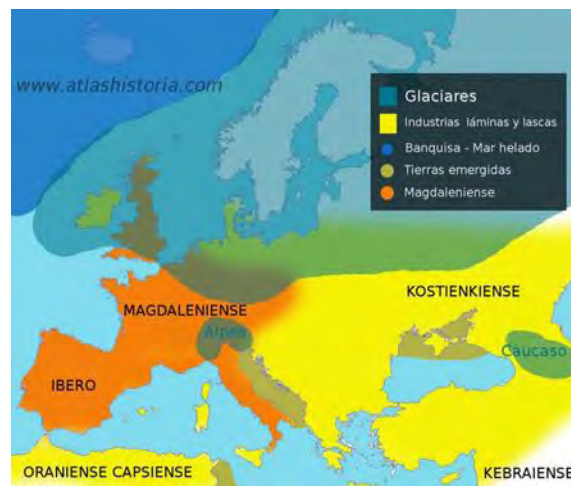 www.atlashistoria.com
Glaciares
Industrias láminas y lascas
Banquisa - Mar helado
Tierras emergidas
Magdaleniense
KOSTIENKIENSE
MAGDALENIENSE
Alpes
Caucaso
IBERO
ORANIENSE CAPSIENSE
KEBRAIENSE